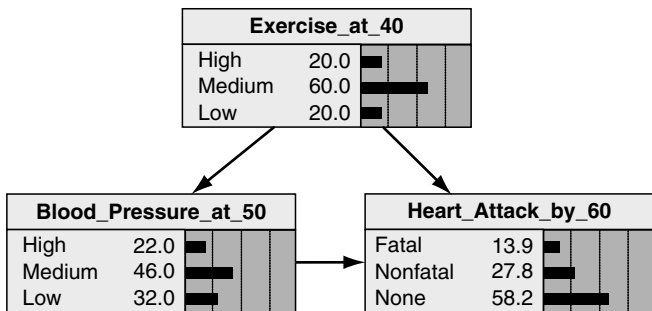 Exercise_at_40
High 20.0
Medium 60.0
Low 20.0
Blood_Pressure_at_50
High 22.0
Medium 46.0
Low 32.0
Heart_Attack_by_60
Fatal 13.9
Nonfatal 27.8
None 58.2